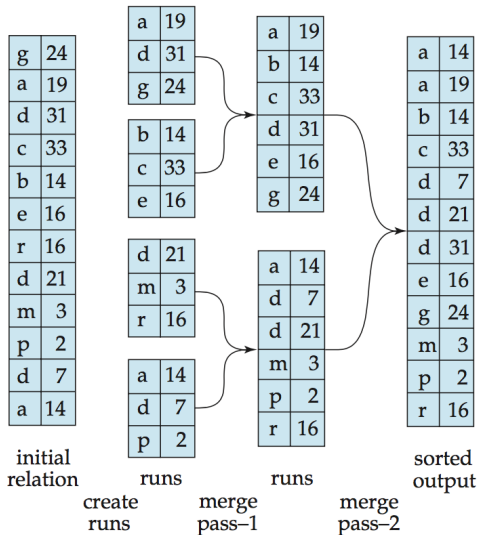 g 24
a 19
d 31
c 33
b 14
e 16
r 16
d 21
m 3
p 2
d 7
a 14
initial
relation
a 19
d 31
g 24
b 14
c 33
e 16
d 21
m 3
r 16
a 14
d 7
p 2
runs
create
runs
a 19
b 14
c 33
d 31
e 16
g 24
a 14
d 7
d 21
m 3
p 2
r 16
runs
merge
pass–1
merge
pass–2
a 14
a 19
b 14
c 33
d 7
d 21
d 31
e 16
g 24
m 3
p 2
r 16
sorted
output